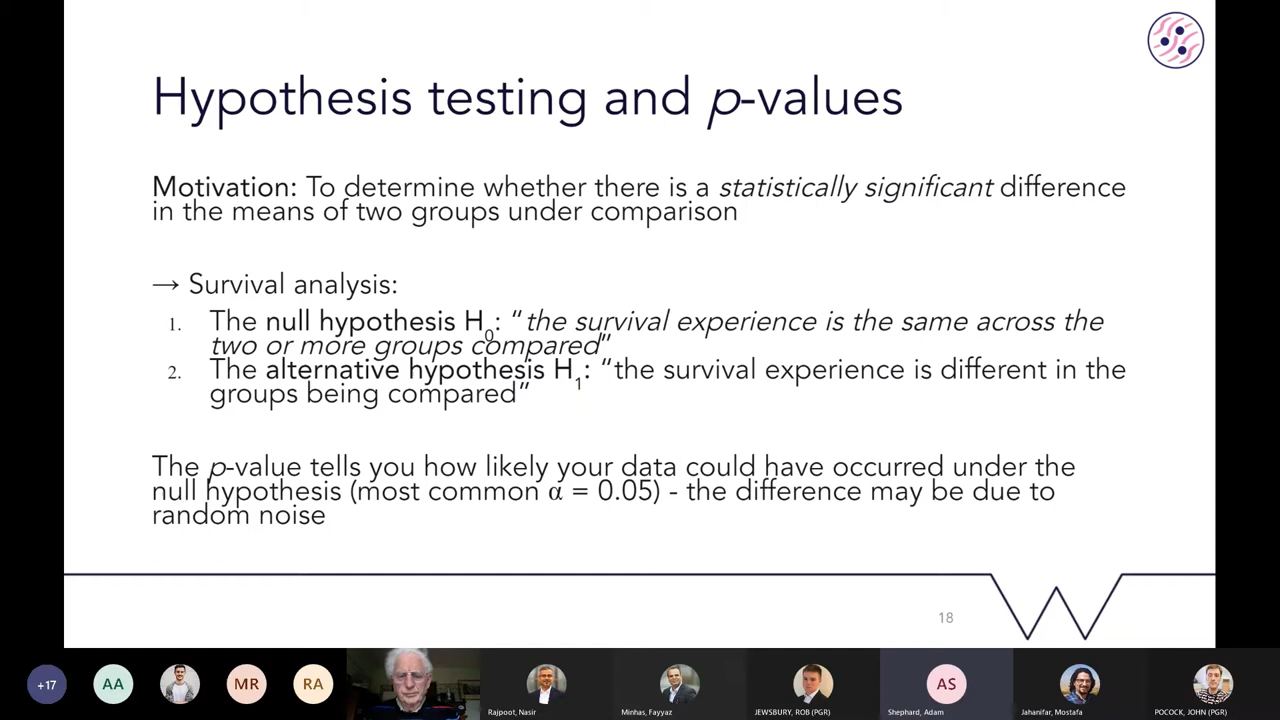 Hypothesis testing and p-values
Motivation: To determine whether there is a statistically significant difference
in the means of two groups under comparison
→ Survival analysis:
1. The null hypothesis H0: “the survival experience is the same across the
two or more groups compared”
2. The alternative hypothesis H1: “the survival experience is different in the
groups being compared”
The p-value tells you how likely your data could have occurred under the
null hypothesis (most common α = 0.05) - the difference may be due to
random noise
18
+17
AA
MR
RA
AS
Rajpoot, Nasir
Minhas, Fayyaz
JEWSBURY, ROB (PGR)
Shephard, Adam
Jahanifar, Mostafa
POCOCK, JOHN (PGR)